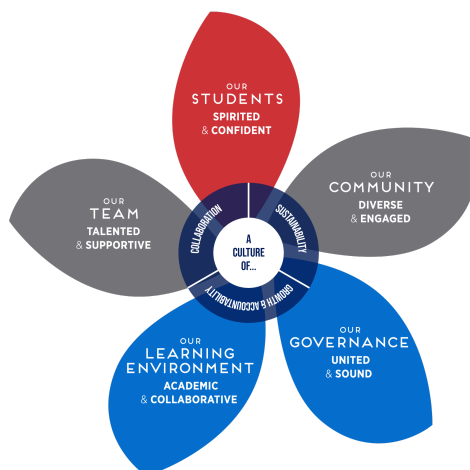 OUR
STUDENTS
SPIRITED
& CONFIDENT
OUR
COMMUNITY
DIVERSE
& ENGAGED
OUR
TEAM
TALENTED
& SUPPORTIVE
COLLABORATION
SUSTAINABILITY
GROWTH & ACCOUNTABILITY
A
CULTURE
OF...
OUR
LEARNING
ENVIRONMENT
ACADEMIC
& COLLABORATIVE
OUR
GOVERNANCE
UNITED
& SOUND